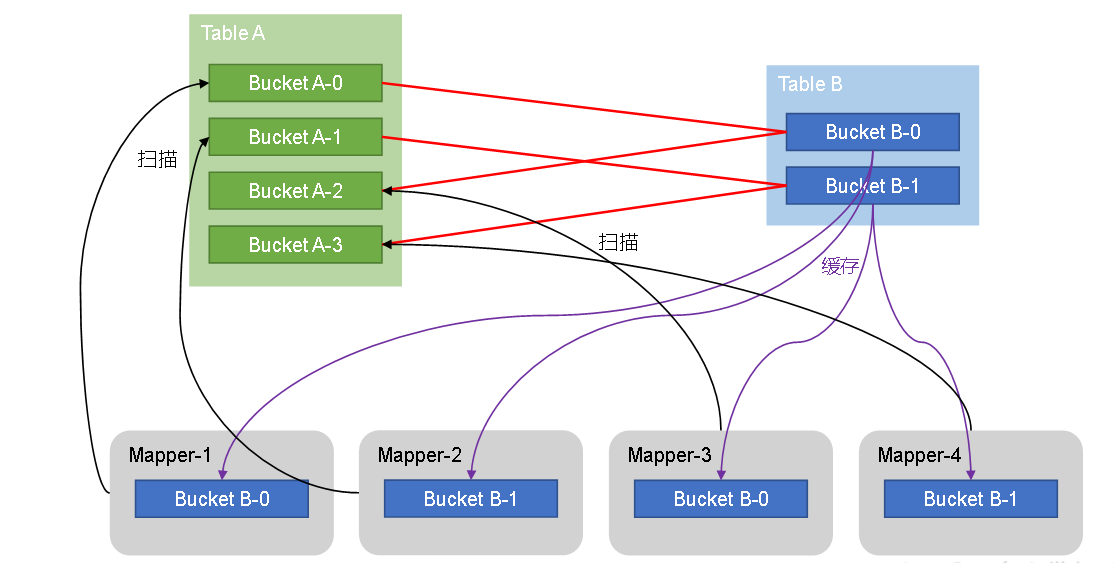 Table A
Bucket A-0
Bucket A-1
Bucket A-2
Bucket A-3
Table B
Bucket B-0
Bucket B-1
扫描
扫描
缓存
Mapper-1
Bucket B-0
Mapper-2
Bucket B-1
Mapper-3
Bucket B-0
Mapper-4
Bucket B-1